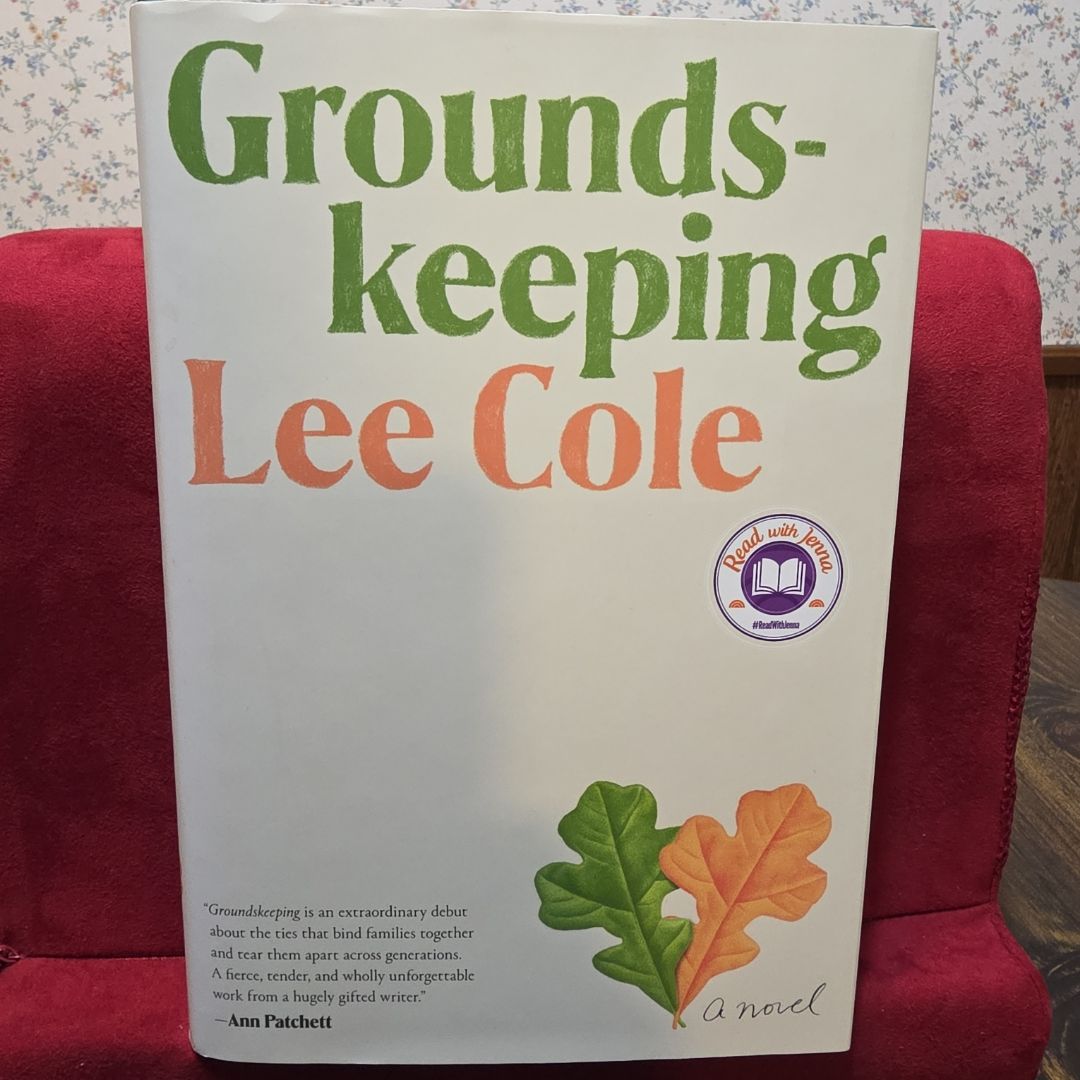 Grounds-
keeping
Lee Cole
Read with Jenna
#ReadWithJenna
“Groundskeeping is an extraordinary debut
about the ties that bind families together
and tear them apart across generations.
A fierce, tender, and wholly unforgettable
work from a hugely gifted writer.”
—Ann Patchett
a novel